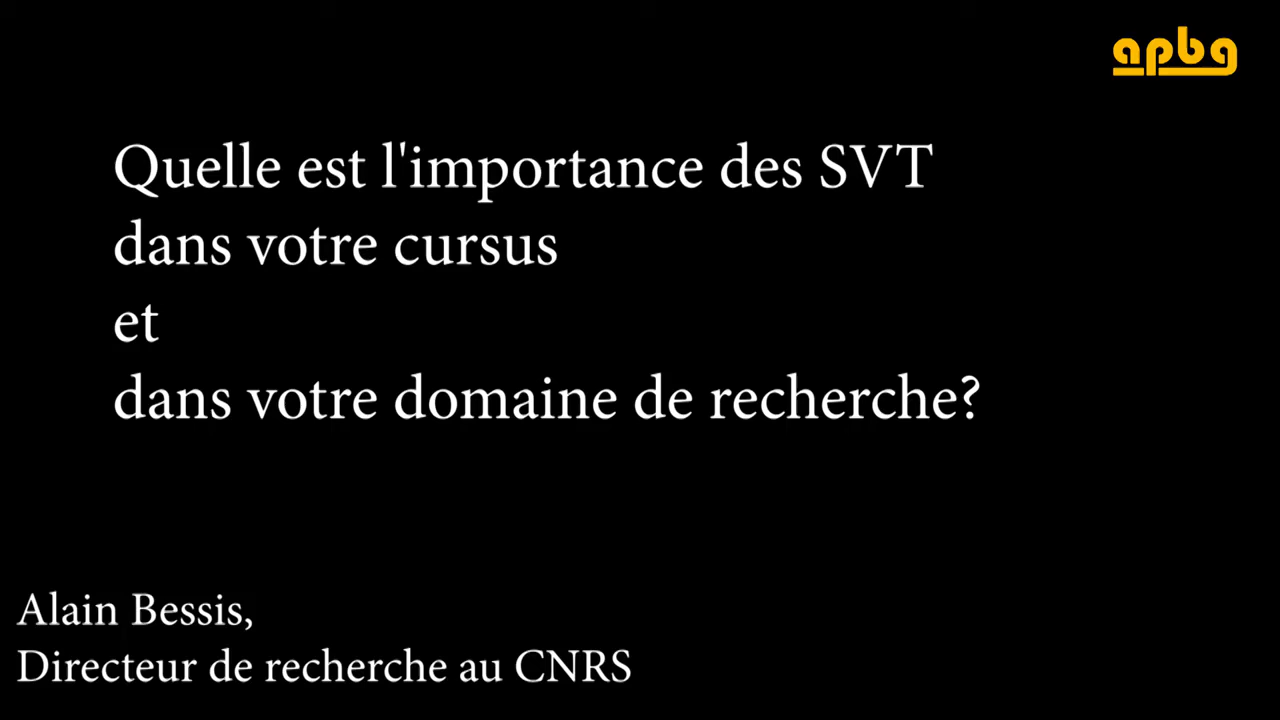 apbg
Quelle est l'importance des SVT
dans votre cursus
et
dans votre domaine de recherche?
Alain Bessis,
Directeur de recherche au CNRS